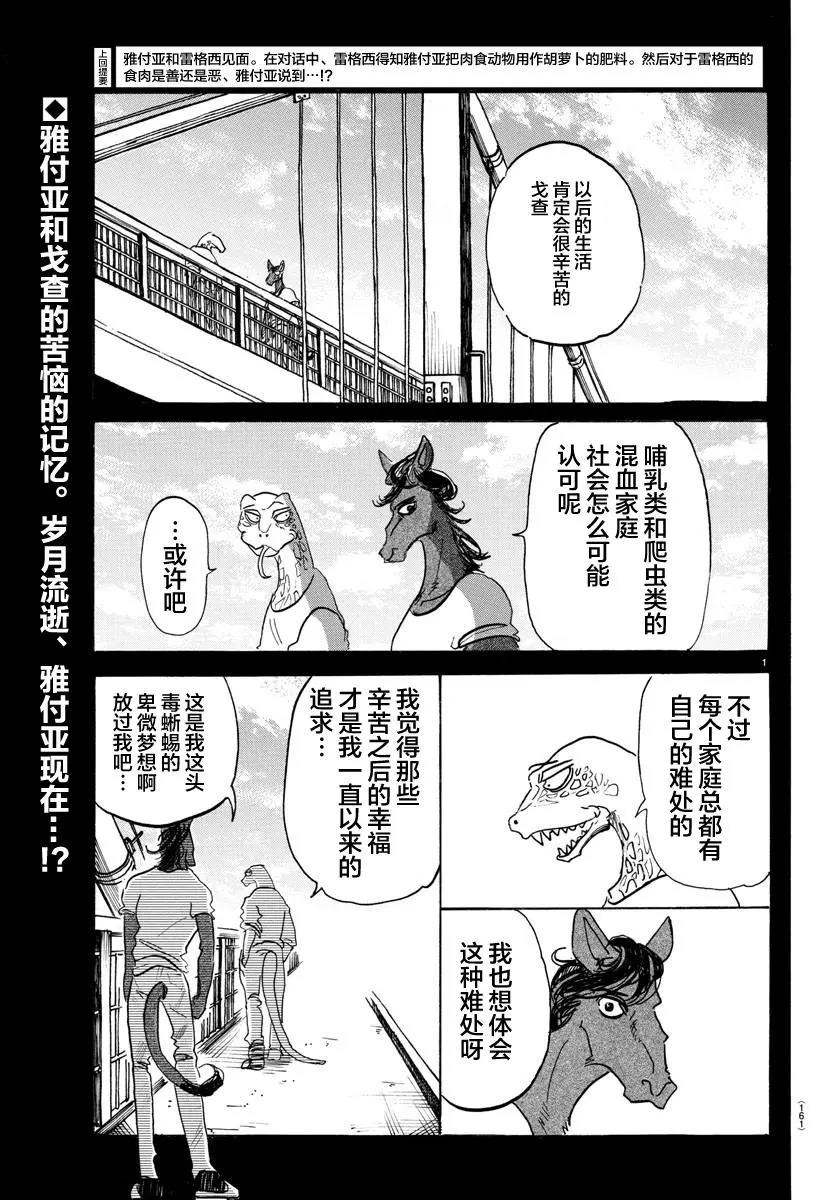 上回提要
雅付亚和雷格西见面。在对话中、雷格西得知雅付亚把肉食动物用作胡萝卜的肥料。然后对于雷格西的
食肉是善还是恶、雅付亚说到…!?
◆雅付亚和戈查的苦恼的记忆。岁月流逝、雅付亚现在…!?
以后的生活
肯定会很辛苦的
戈查
哺乳类和爬虫类的
混血家庭
社会怎么可能
认可呢
…或许吧
1
不过
每个家庭总都有
自己的难处的
我也想体会
这种难处呀
我觉得那些
辛苦之后的幸福
才是我一直以来的
追求…
这是我这头
毒蜥蜴的
卑微梦想啊
放过我吧…
(161)